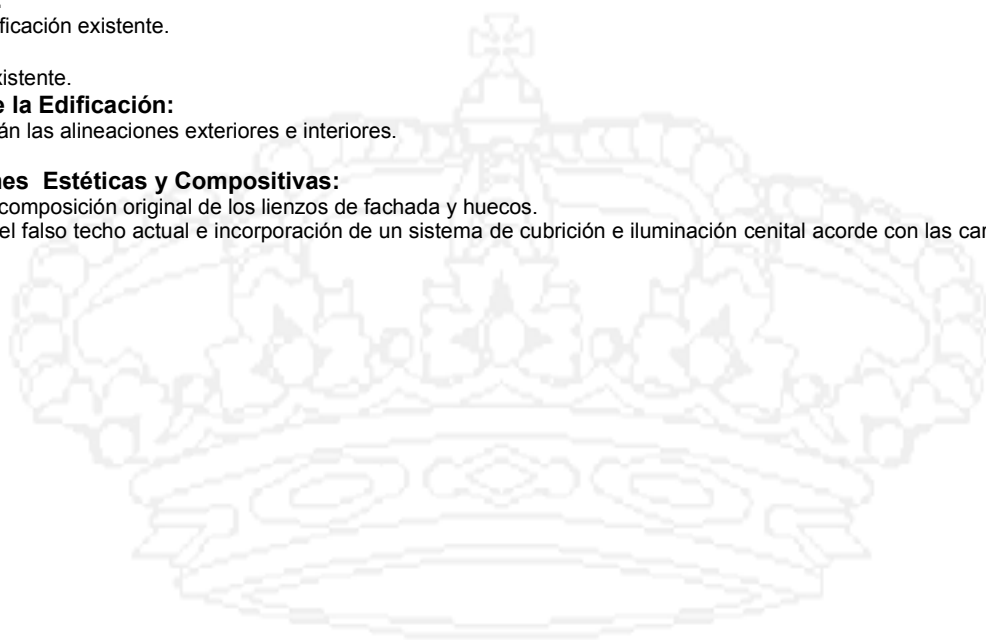 ficación existente.
xistente.
e la Edificación:
án las alineaciones exteriores e interiores.
nes Estéticas y Compositivas:
composición original de los lienzos de fachada y huecos.
el falso techo actual e incorporación de un sistema de cubrición e iluminación cenital acorde con las car